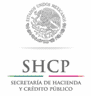 SHCP
SECRETARÍA DE HACIENDA
Y CRÉDITO PÚBLICO